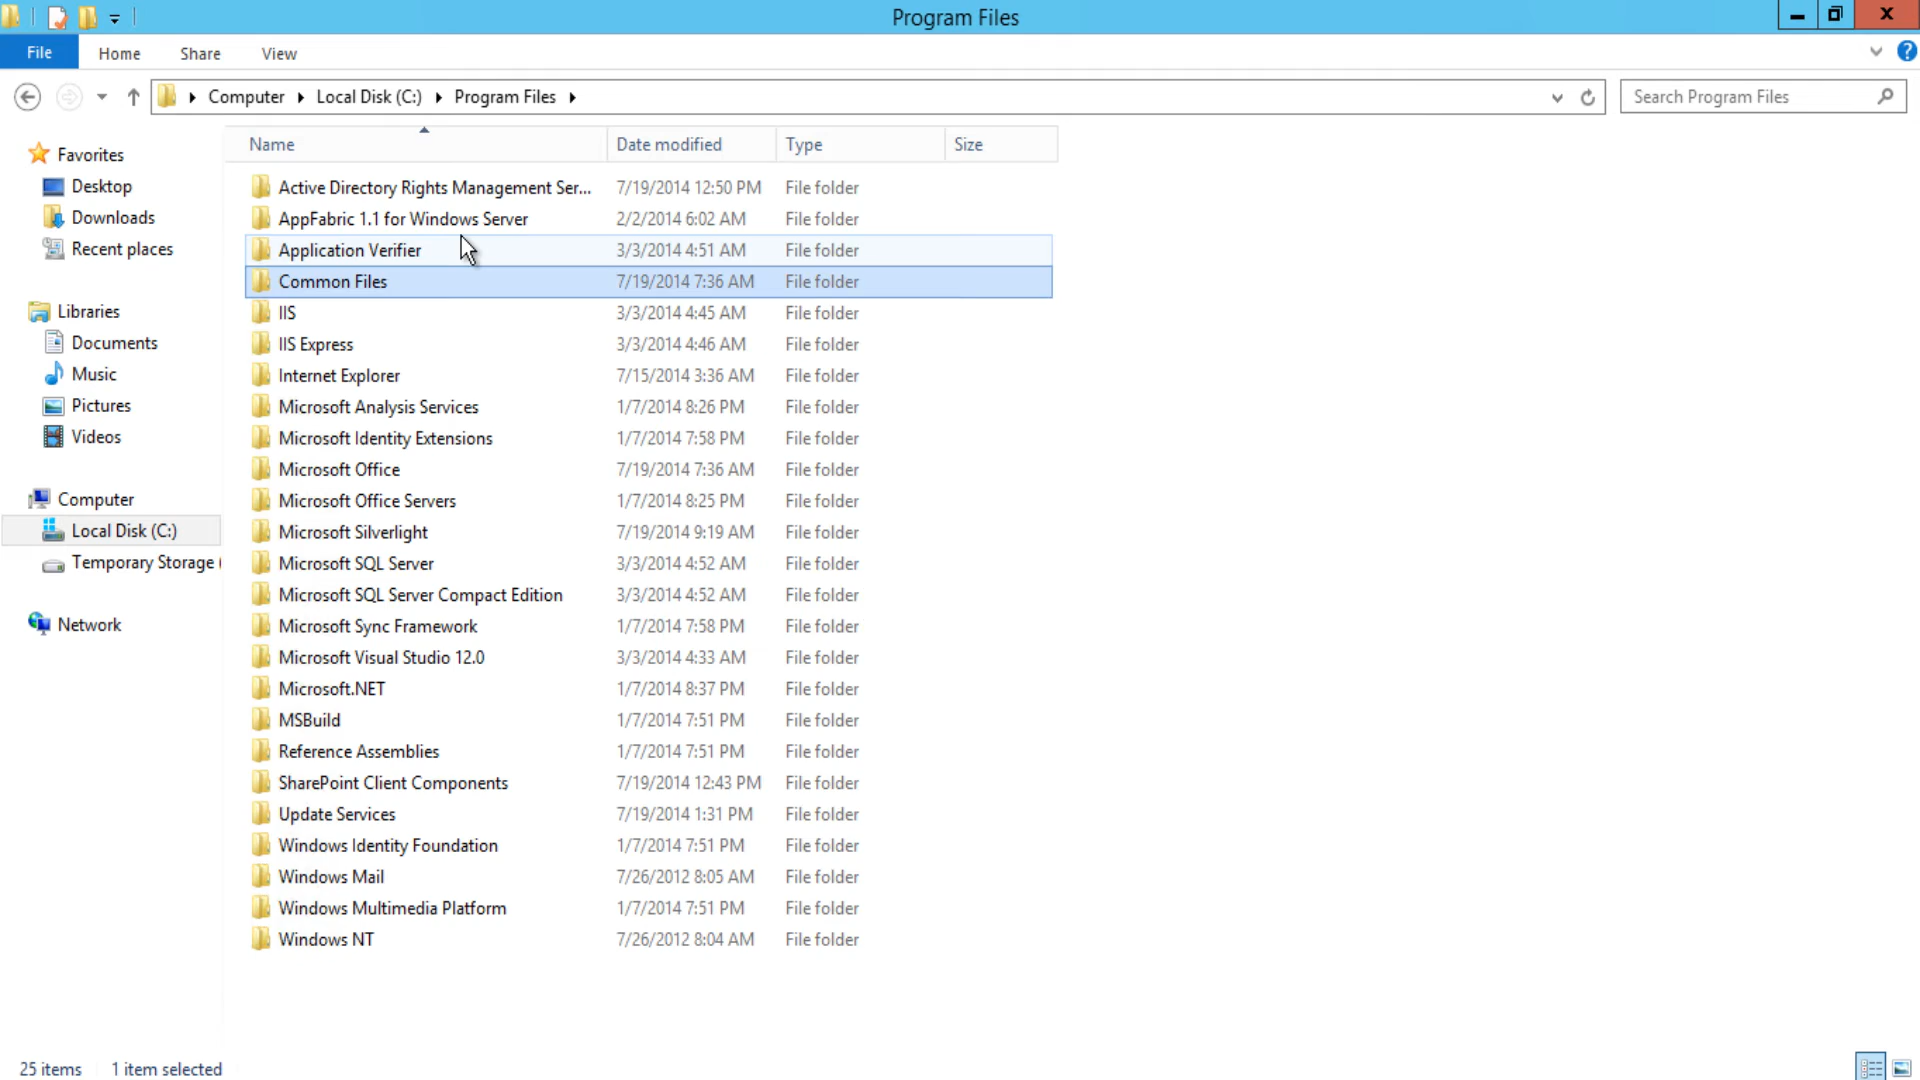 Program Files
File Home Share View
Computer Local Disk (C:) Program Files
Search Program Files
Favorites
Desktop
Downloads
Recent places
Libraries
Documents
Music
Pictures
Videos
Computer
Local Disk (C:)
Temporary Storage (
Network
Name Date modified Type Size
Active Directory Rights Management Ser... 7/19/2014 12:50 PM File folder
AppFabric 1.1 for Windows Server 2/2/2014 6:02 AM File folder
Application Verifier 3/3/2014 4:51 AM File folder
Common Files 7/19/2014 7:36 AM File folder
IIS 3/3/2014 4:45 AM File folder
IIS Express 3/3/2014 4:46 AM File folder
Internet Explorer 7/15/2014 3:36 AM File folder
Microsoft Analysis Services 1/7/2014 8:26 PM File folder
Microsoft Identity Extensions 1/7/2014 7:58 PM File folder
Microsoft Office 7/19/2014 7:36 AM File folder
Microsoft Office Servers 1/7/2014 8:25 PM File folder
Microsoft Silverlight 7/19/2014 9:19 AM File folder
Microsoft SQL Server 3/3/2014 4:52 AM File folder
Microsoft SQL Server Compact Edition 3/3/2014 4:52 AM File folder
Microsoft Sync Framework 1/7/2014 7:58 PM File folder
Microsoft Visual Studio 12.0 3/3/2014 4:33 AM File folder
Microsoft.NET 1/7/2014 8:37 PM File folder
MSBuild 1/7/2014 7:51 PM File folder
Reference Assemblies 1/7/2014 7:51 PM File folder
SharePoint Client Components 7/19/2014 12:43 PM File folder
Update Services 7/19/2014 1:31 PM File folder
Windows Identity Foundation 1/7/2014 7:51 PM File folder
Windows Mail 7/26/2012 8:05 AM File folder
Windows Multimedia Platform 1/7/2014 7:51 PM File folder
Windows NT 7/26/2012 8:04 AM File folder
25 items 1 item selected